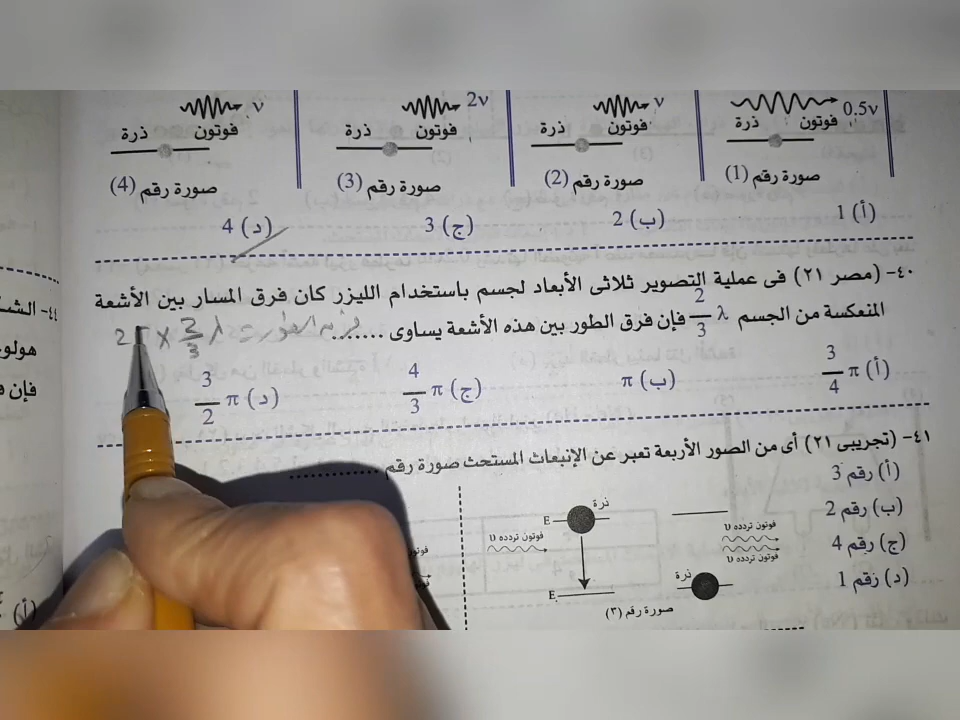 0.5ν
ν
2ν
ν
فوتون ذرة
فوتون ذرة
فوتون ذرة
فوتون ذرة
صورة رقم (1)
صورة رقم (2)
صورة رقم (3)
صورة رقم (4)
(أ) 1
(ب) 2
(ج) 3
(د) 4
٤٠- (مصر ٢١) فى عملية التصوير ثلاثى الأبعاد لجسم باستخدام الليزر كان فرق المسار بين الأشعة
المنعكسة من الجسم 2/3 λ فإن فرق الطور بين هذه الأشعة يساوى ........
(أ) 3/4 π
(ب) π
(ج) 4/3 π
(د) 3/2 π
٤١- (تجريبى ٢١) أى من الصور الأربعة تعبر عن الإنبعاث المستحث صورة رقم ............
(أ) رقم 3
(ب) رقم 2
(ج) رقم 4
(د) رقم 1
ذرة
E
فوتون تردده υ
فوتون تردده υ
υ فوتون تردده
ذرة
صورة رقم (٣)
٤٤- الشـ
هولو
فإن
(أ)